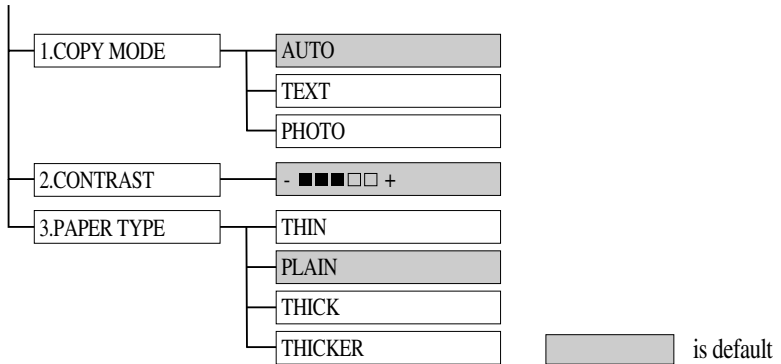 1.COPY MODE
AUTO
TEXT
PHOTO
2.CONTRAST
- ■■■□□ +
3.PAPER TYPE
THIN
PLAIN
THICK
THICKER
is default